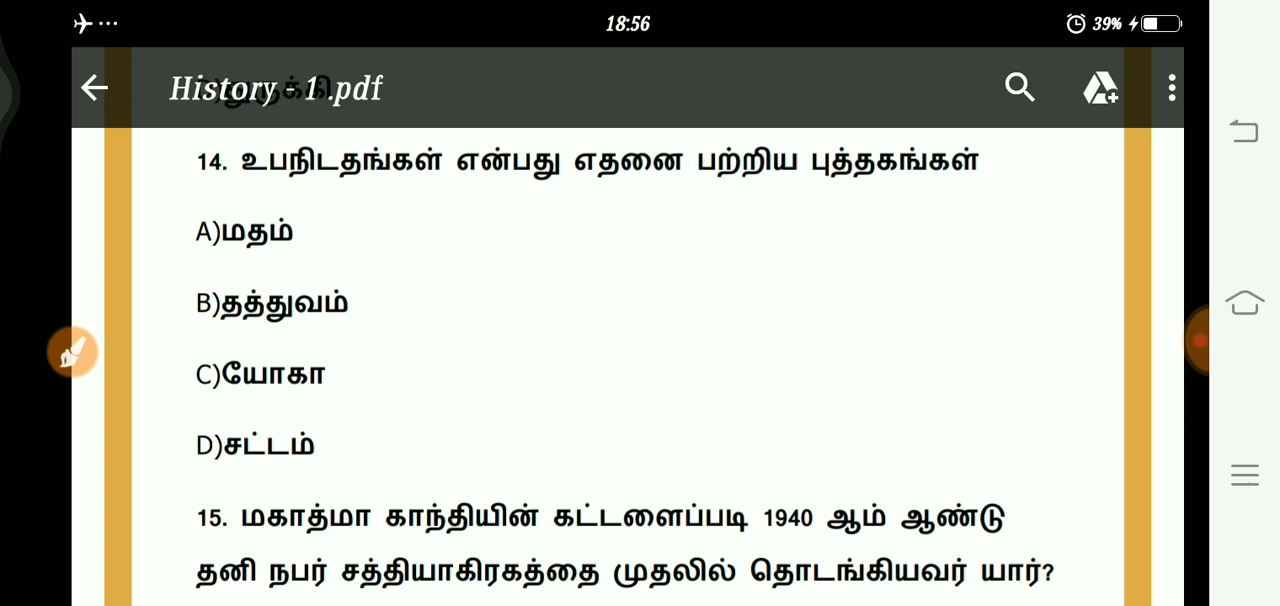 18:56
39%
History - 1 .pdf
14. உபநிடதங்கள் என்பது எதனை பற்றிய புத்தகங்கள்
A)மதம்
B)தத்துவம்
C)யோகா
D)சட்டம்
15. மகாத்மா காந்தியின் கட்டளைப்படி 1940 ஆம் ஆண்டு
தனி நபர் சத்தியாகிரகத்தை முதலில் தொடங்கியவர் யார்?